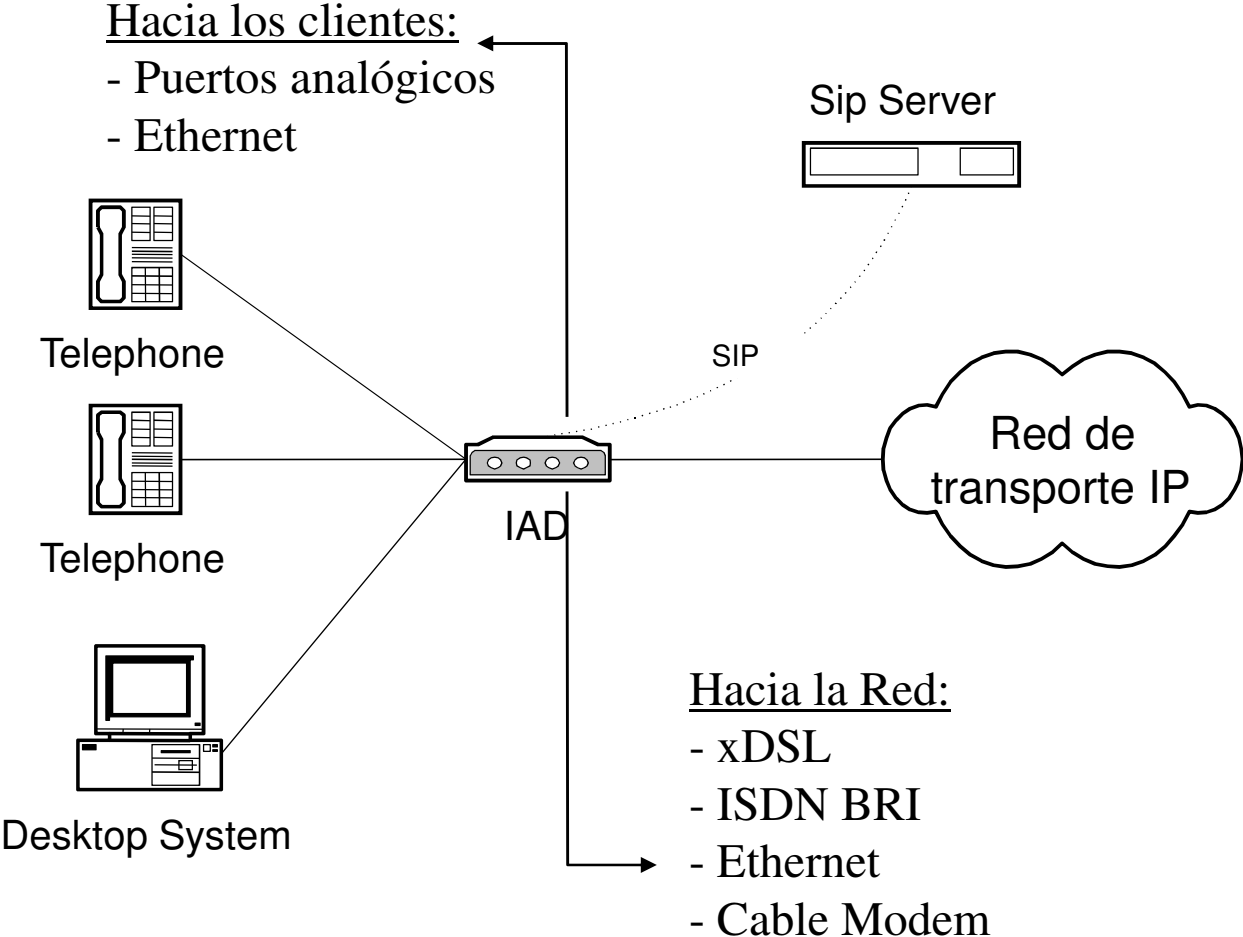 Hacia los clientes:
- Puertos analógicos
- Ethernet
Sip Server
Telephone
SIP
Telephone
IAD
Red de
transporte IP
Desktop System
Hacia la Red:
- xDSL
- ISDN BRI
- Ethernet
- Cable Modem